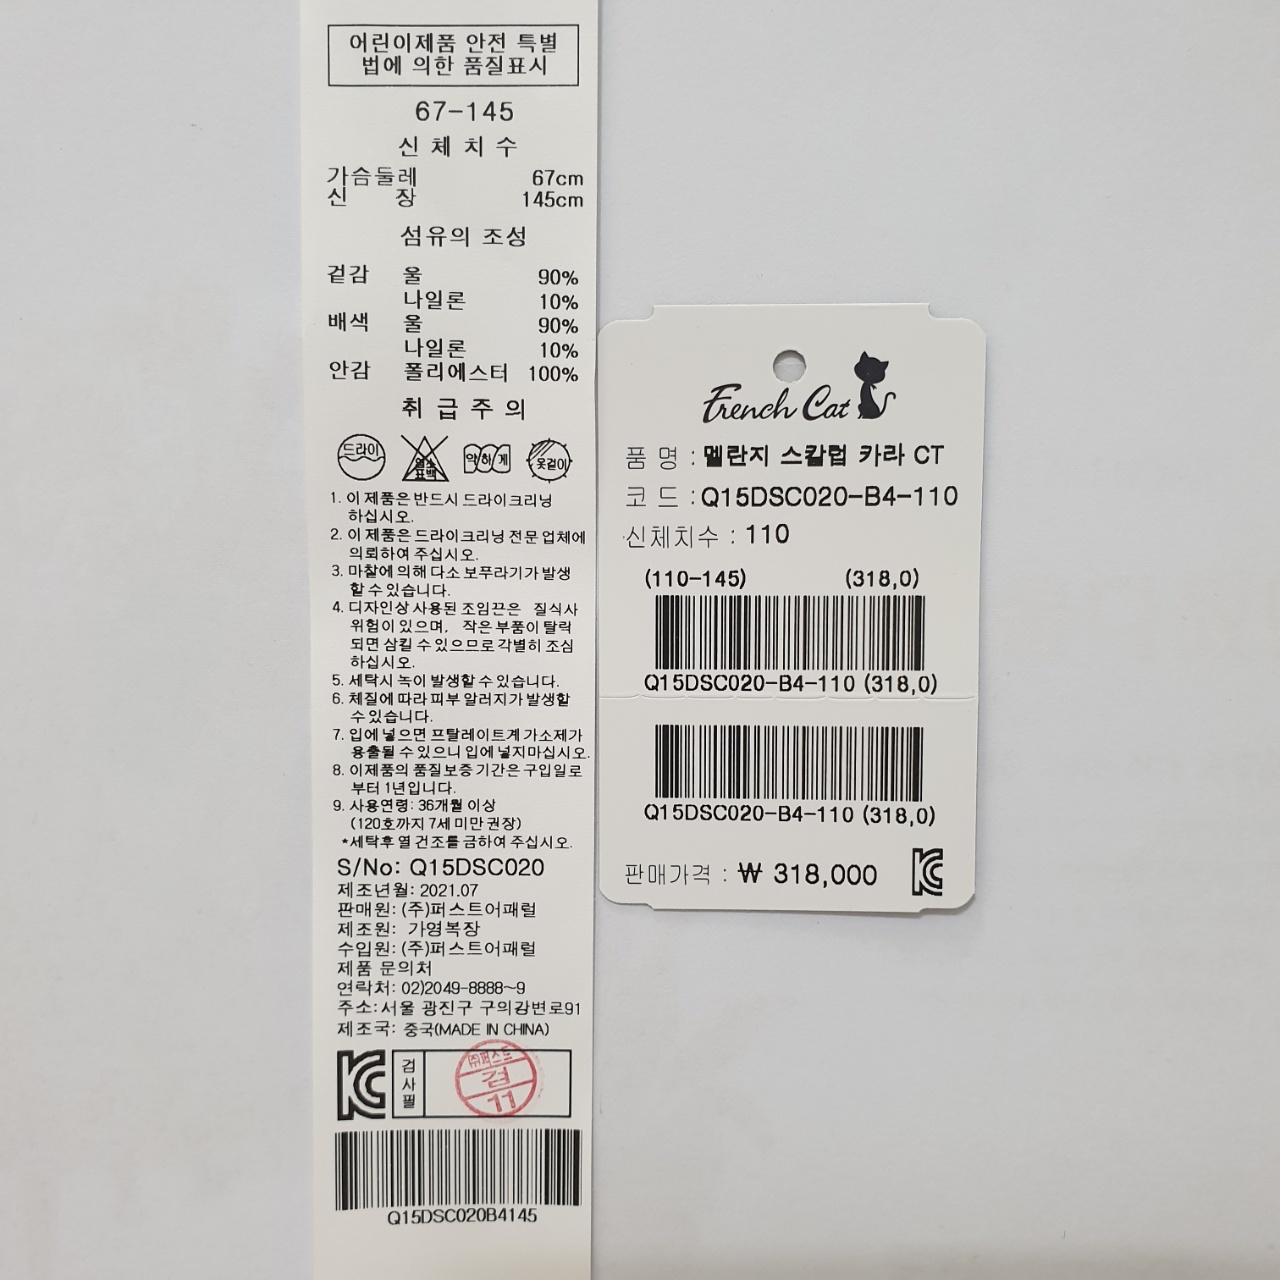 어린이제품 안전 특별
법에 의한 품질표시
67-145
신 체 치 수
가슴둘레 67cm
신 장 145cm
섬유의 조성
겉감 울 90%
나일론 10%
배색 울 90%
나일론 10%
안감 폴리에스터 100%
취 급 주 의
드라이 염소 표백 약하게 옷걸이
1. 이 제품은 반드시 드라이크리닝
하십시오.
2. 이 제품은 드라이크리닝 전문 업체에
의뢰하여 주십시오.
3. 마찰에 의해 다소 보푸라기가 발생
할 수 있습니다.
4. 디자인상 사용된 조임끈은 질식사
위험이 있으며, 작은 부품이 탈락
되면 삼킬 수 있으므로 각별히 조심
하십시오.
5. 세탁시 녹이 발생할 수 있습니다.
6. 체질에 따라 피부 알러지가 발생할
수 있습니다.
7. 입에 넣으면 프탈레이트계 가소제가
용출될 수 있으니 입에 넣지마십시오.
8. 이제품의 품질보증 기간은 구입일로
부터 1년입니다.
9. 사용연령: 36개월 이상
(120호까지 7세 미만 권장)
*세탁후 열 건조를 금하여 주십시오.
S/No: Q15DSC020
제조년월: 2021.07
판매원: (주)퍼스트어패럴
제조원: 가영복장
수입원: (주)퍼스트어패럴
제품 문의처
연락처: 02)2049-8888~9
주소:서울 광진구 구의강변로91
제조국: 중국(MADE IN CHINA)
검사필
㈜퍼스트
검
11
Q15DSC020B4145
French Cat
품 명 : 멜란지 스칼럽 카라 CT
코 드 : Q15DSC020-B4-110
신체치수 : 110
(110-145) (318,0)
Q15DSC020-B4-110 (318,0)
Q15DSC020-B4-110 (318,0)
판매가격 : ₩ 318,000